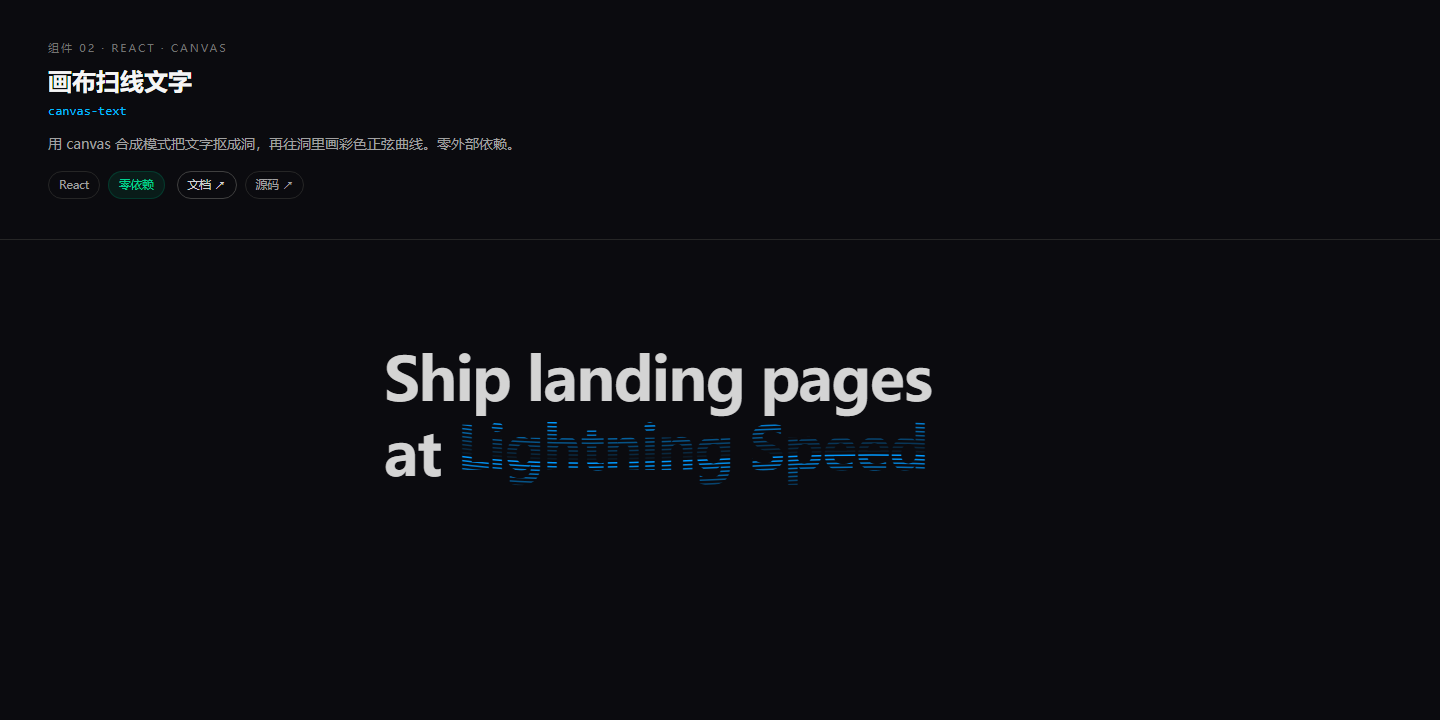 组件 02 · REACT · CANVAS
画布扫线文字
canvas-text
用 canvas 合成模式把文字抠成洞，再往洞里画彩色正弦曲线。零外部依赖。
React 零依赖 文档 ↗ 源码 ↗
Ship landing pages
at Lightning Speed